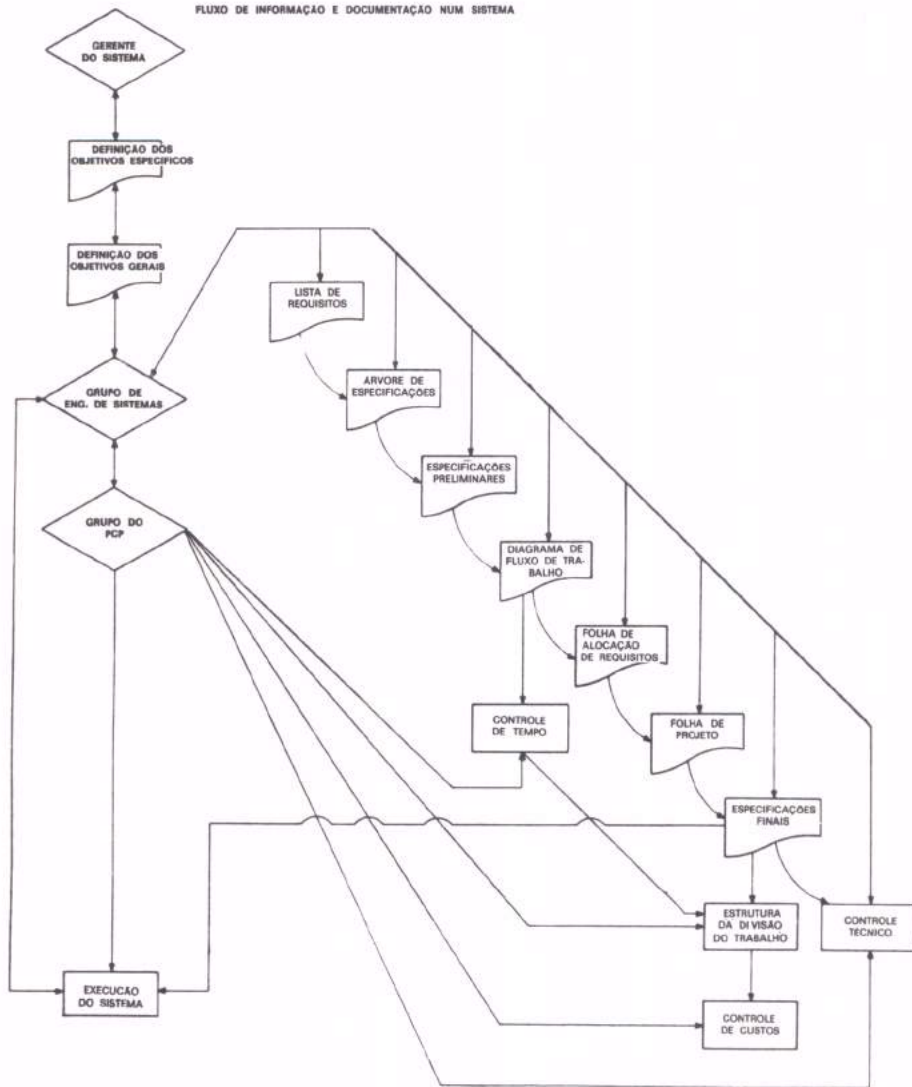 FLUXO DE INFORMAÇÃO E DOCUMENTAÇÃO NUM SISTEMA
GERENTE
DO SISTEMA
DEFINIÇÃO DOS
OBJETIVOS ESPECÍFICOS
DEFINIÇÃO DOS
OBJETIVOS GERAIS
LISTA DE
REQUISITOS
GRUPO DE
ENG. DE SISTEMAS
ARVORE DE
ESPECIFICAÇÕES
ESPECIFICAÇÕES
PRELIMINARES
GRUPO DO
PCP
DIAGRAMA DE
FLUXO DE TRA-
BALHO
FOLHA DE
ALOCAÇÃO
DE REQUISITOS
CONTROLE
DE TEMPO
FOLHA DE
PROJETO
ESPECIFICAÇÕES
FINAIS
ESTRUTURA
DA DIVISÃO
DO TRABALHO
CONTROLE
TÉCNICO
EXECUCÃO
DO SISTEMA
CONTROLE
DE CUSTOS